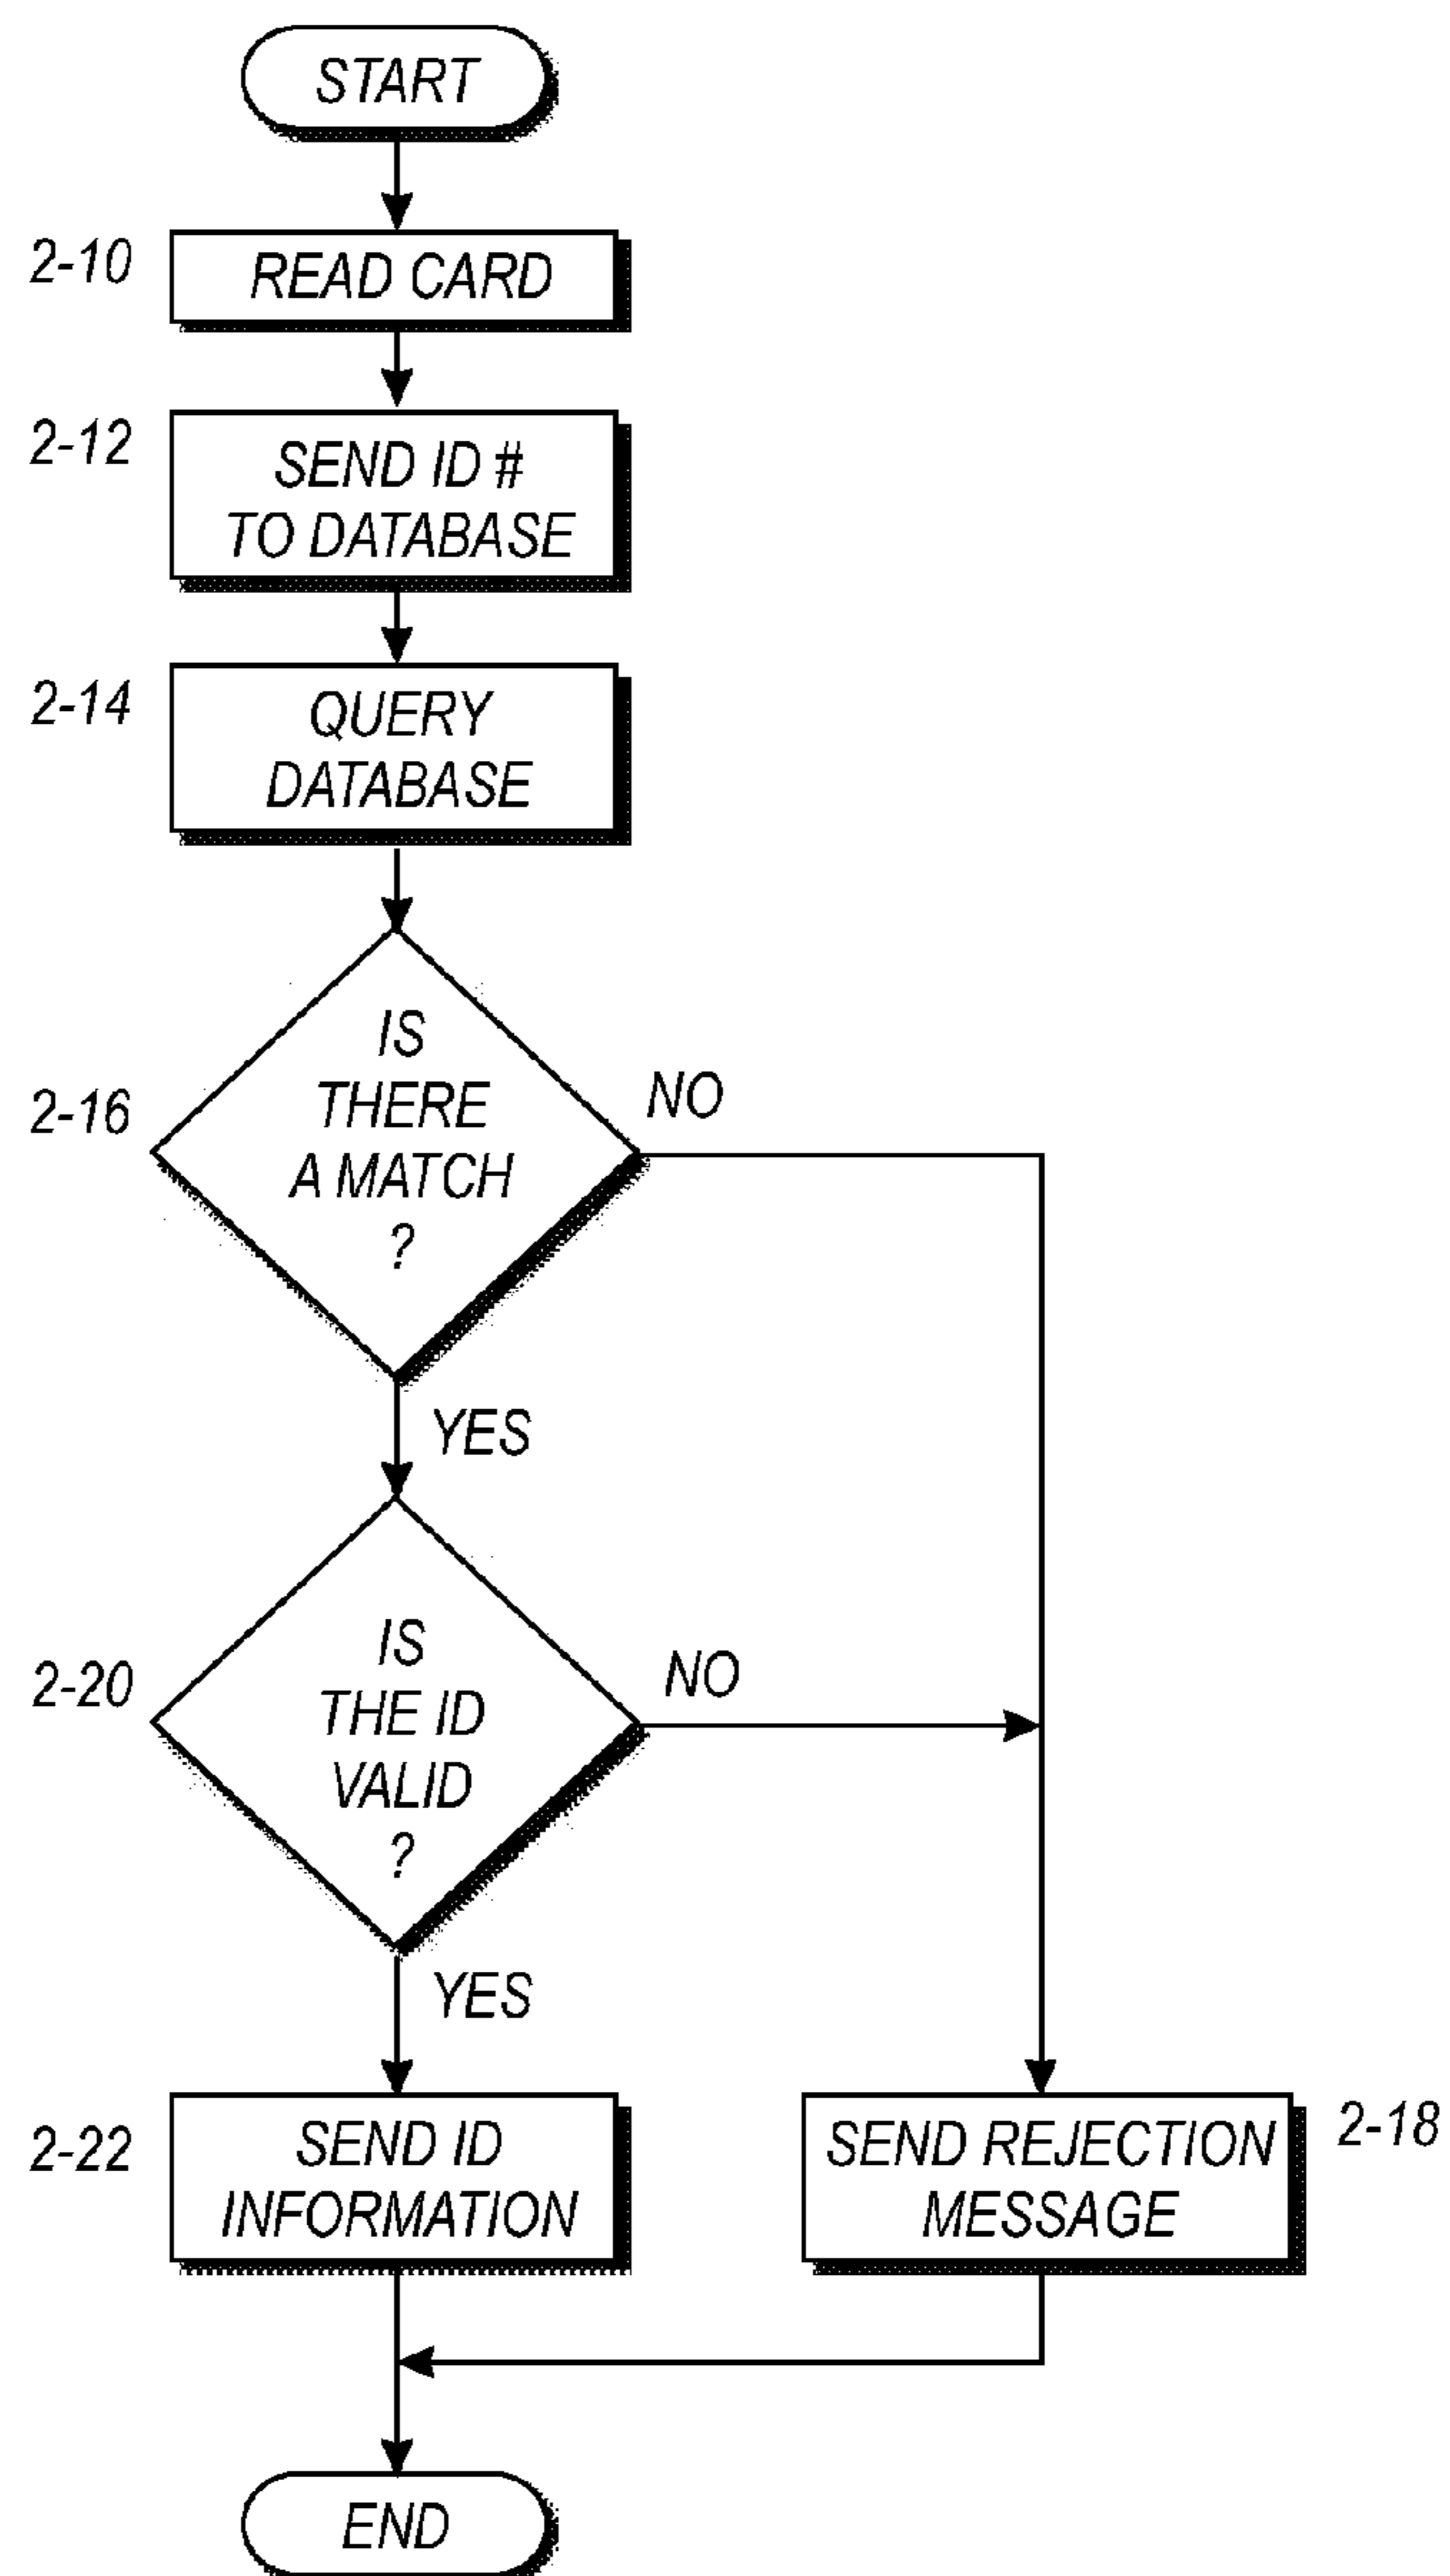 START
2-10
READ CARD
2-12
SEND ID #
TO DATABASE
2-14
QUERY
DATABASE
2-16
IS
THERE
A MATCH
?
NO
YES
2-20
IS
THE ID
VALID
?
NO
YES
2-22
SEND ID
INFORMATION
SEND REJECTION
MESSAGE
2-18
END